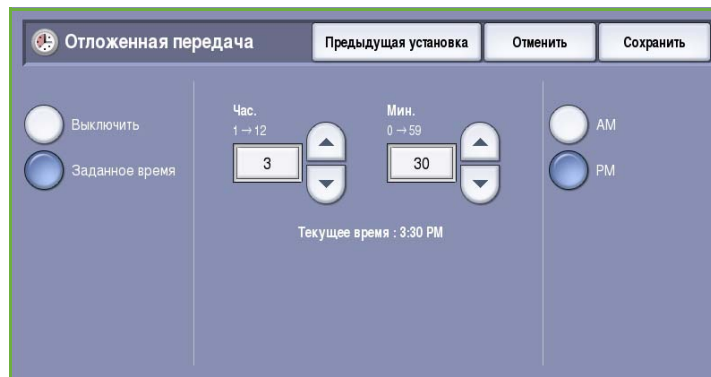 Отложенная передача
Предыдущая установка
Отменить
Сохранить
Выключить
Заданное время
Час.
1 → 12
3
Мин.
0 → 59
30
AM
PM
Текущее время : 3:30 PM